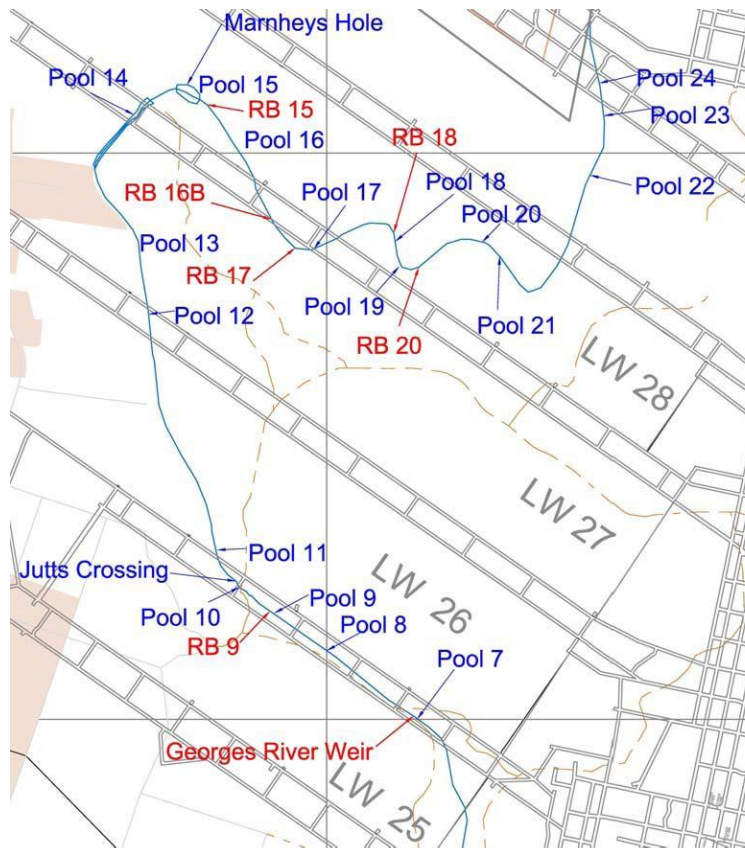 Marnheys Hole
Pool 14
Pool 15
Pool 24
RB 15
Pool 23
Pool 16
RB 18
Pool 22
RB 16B
Pool 17
Pool 18
Pool 20
Pool 13
RB 17
Pool 19
Pool 12
Pool 21
RB 20
LW 28
LW 27
Pool 11
Jutts Crossing
LW 26
Pool 10
Pool 9
RB 9
Pool 8
Pool 7
Georges River Weir
LW 25